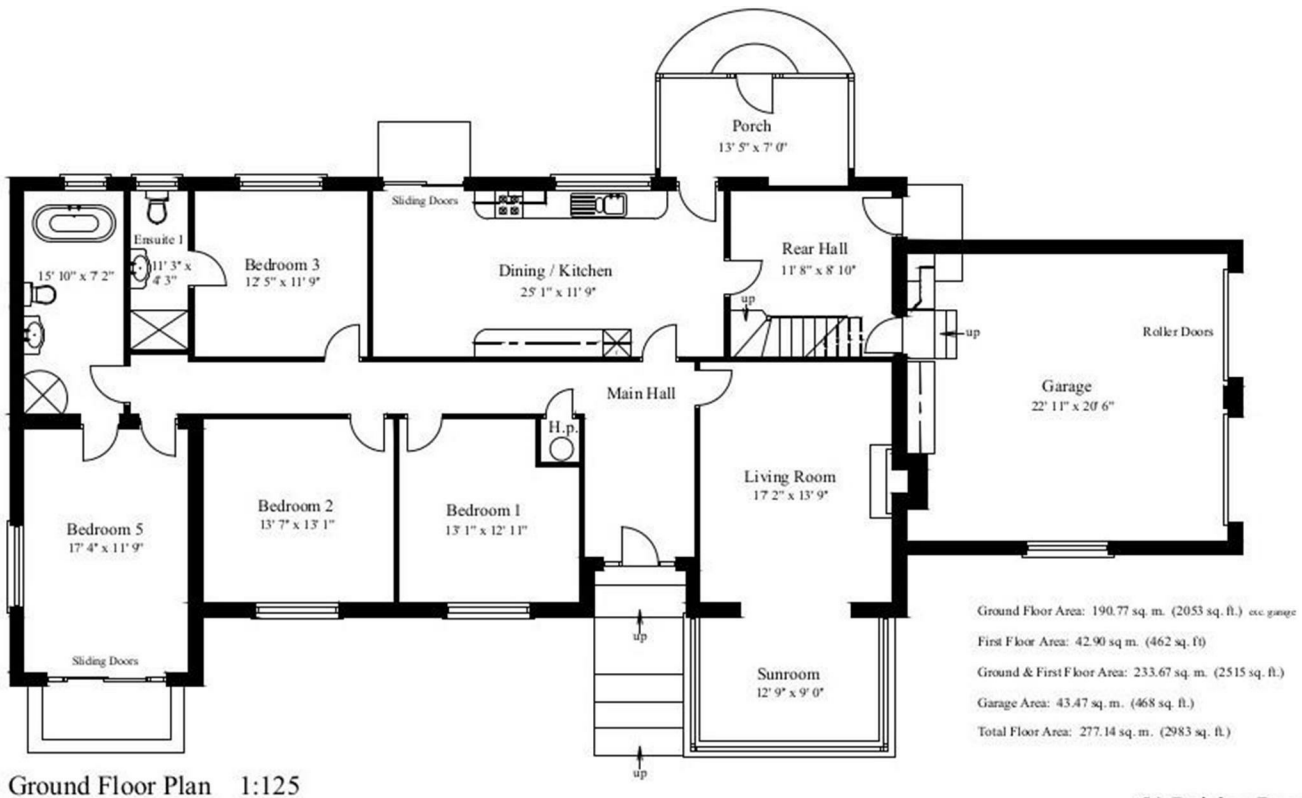 Porch
13' 5" x 7' 0"
Sliding Doors
Ensuite 1
11' 3" x
4' 3"
15' 10" x 7' 2"
Bedroom 3
12' 5" x 11' 9"
Dining / Kitchen
25' 1" x 11' 9"
Rear Hall
11' 8" x 8' 10"
up
up
Roller Doors
Garage
22' 11" x 20' 6"
Main Hall
H.p.
Living Room
17' 2" x 13' 9"
Bedroom 2
13' 7" x 13' 1"
Bedroom 1
13' 1" x 12' 11"
Bedroom 5
17' 4" x 11' 9"
Sliding Doors
up
Sunroom
12' 9" x 9' 0"
up
Ground Floor Area: 190.77 sq. m. (2053 sq. ft.) exc. garage
First Floor Area: 42.90 sq m. (462 sq. ft)
Ground & First Floor Area: 233.67 sq. m. (2515 sq. ft.)
Garage Area: 43.47 sq. m. (468 sq. ft.)
Total Floor Area: 277.14 sq. m. (2983 sq. ft.)
Ground Floor Plan 1:125